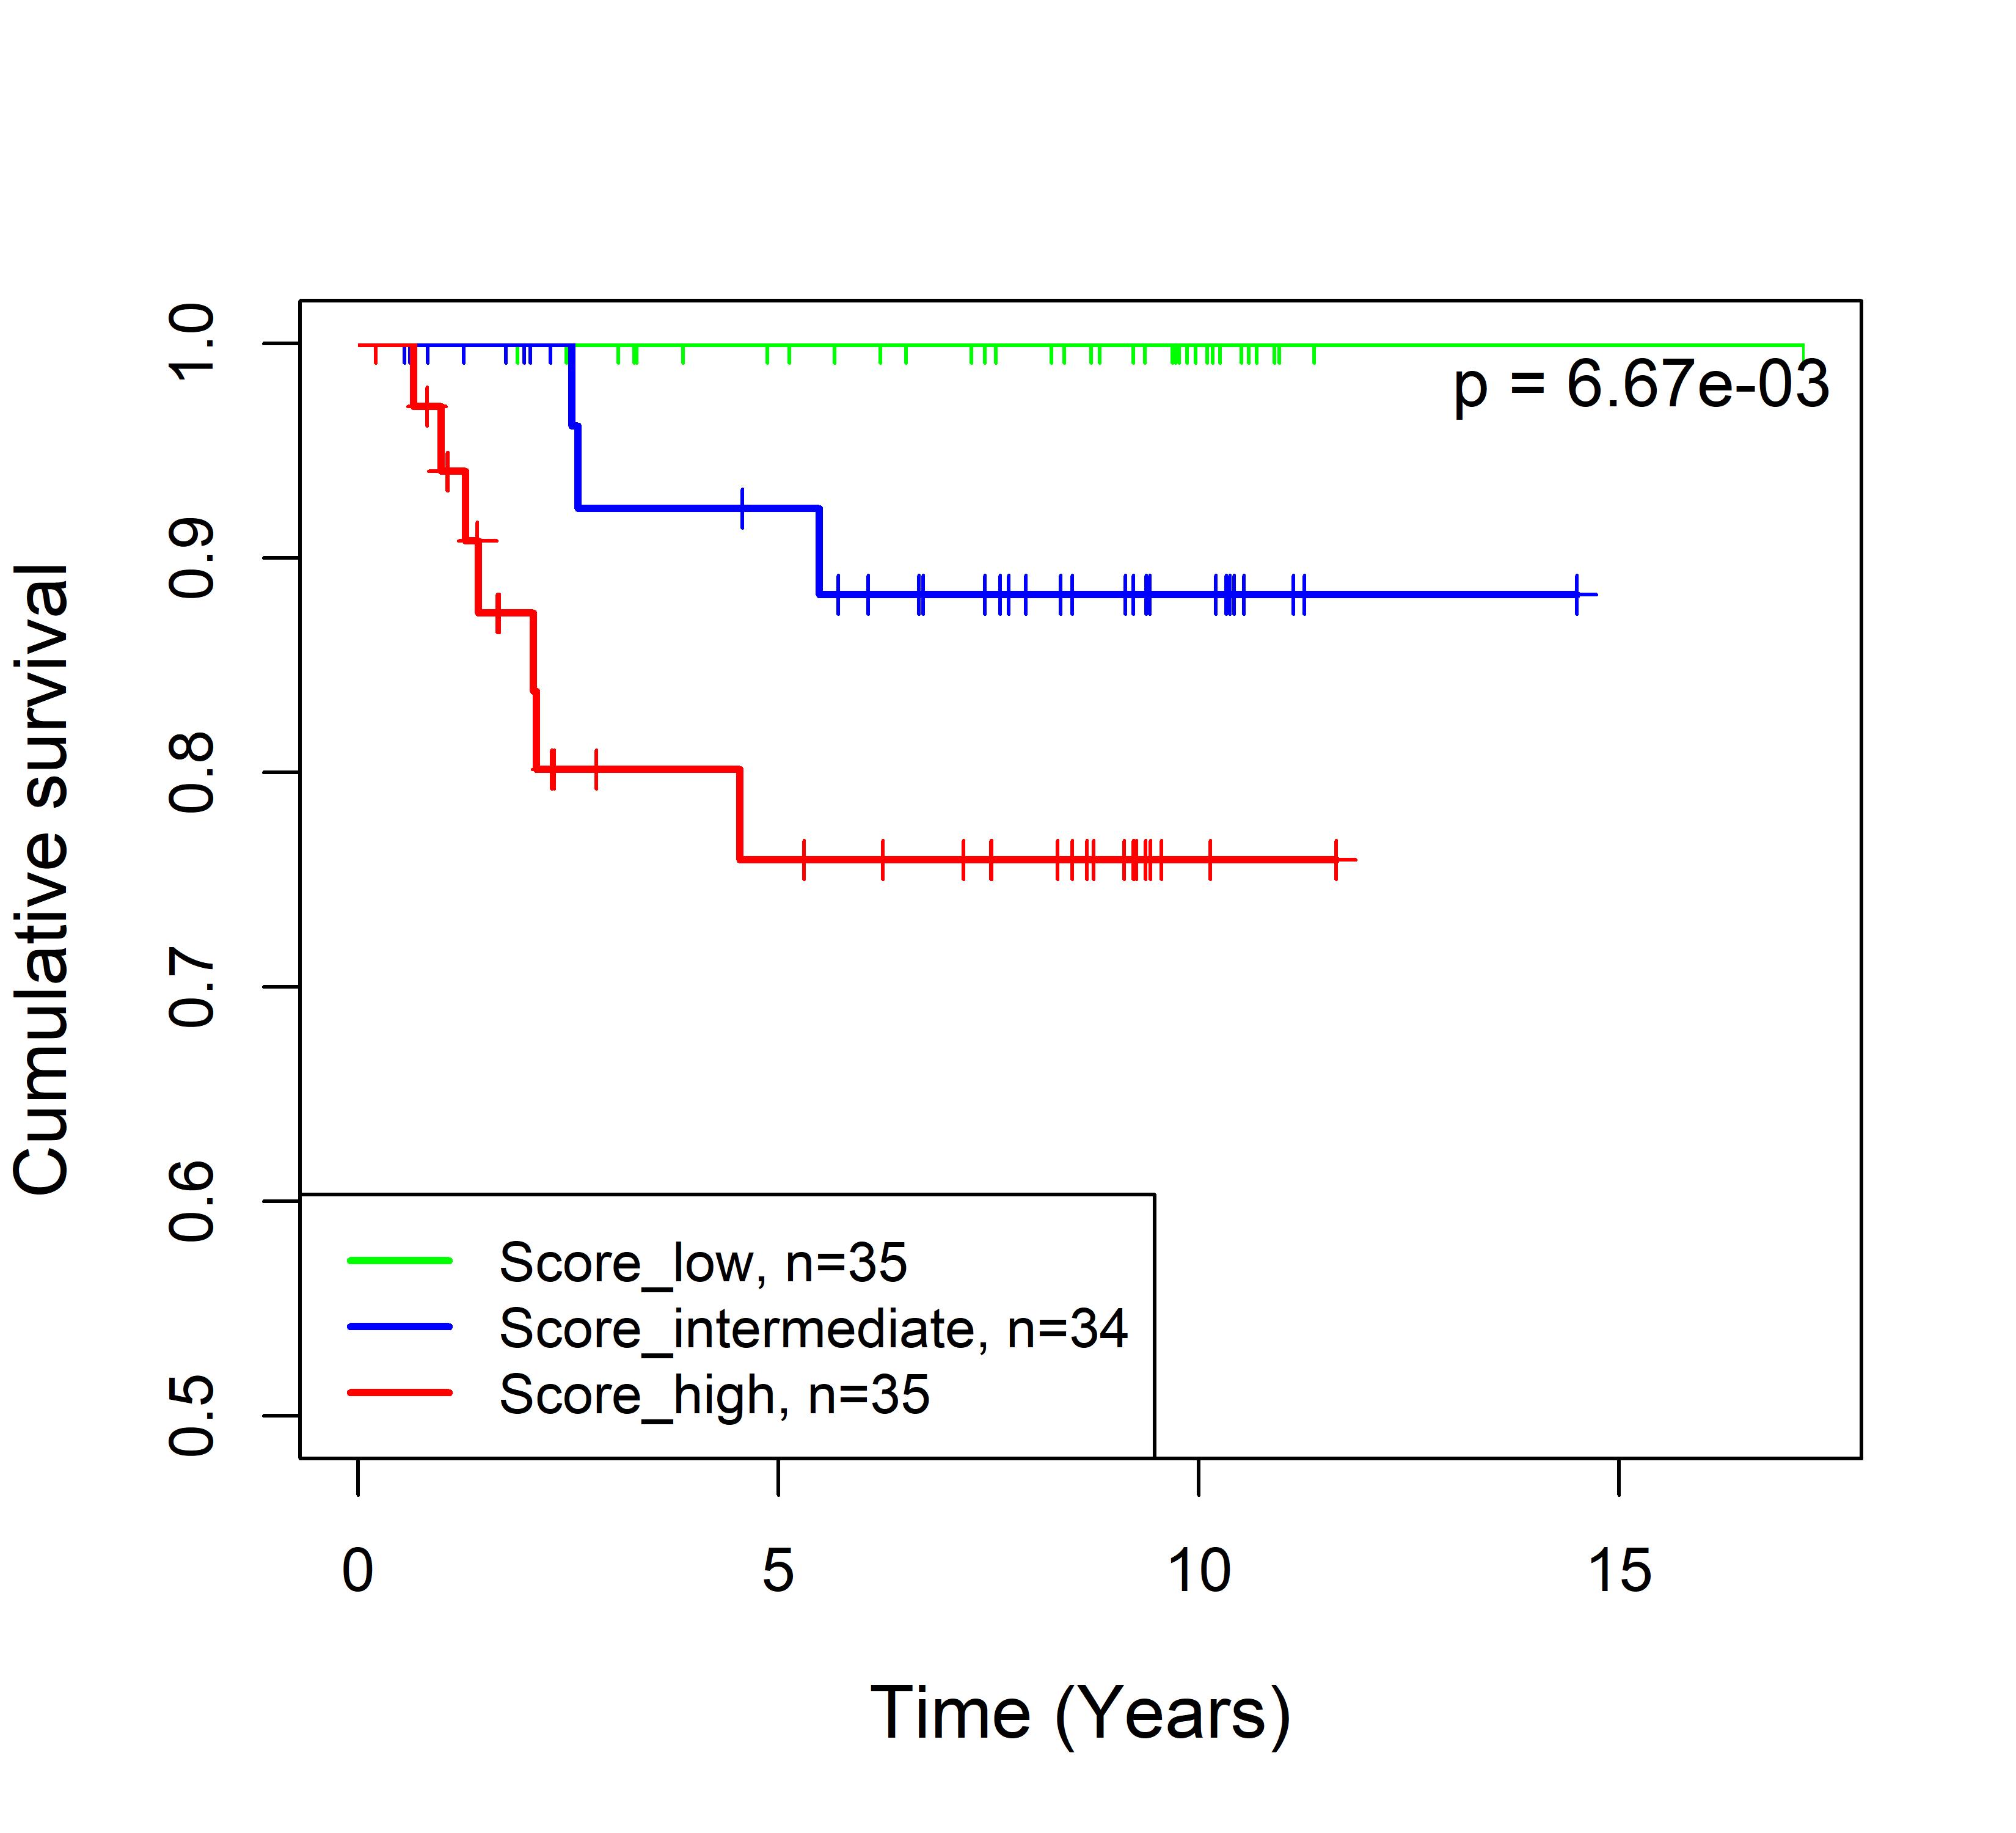 p = 6.67e-03
Cumulative survival
1.0
0.9
0.8
0.7
0.6
0.5
Score_low, n=35
Score_intermediate, n=34
Score_high, n=35
0
5
10
15
Time (Years)